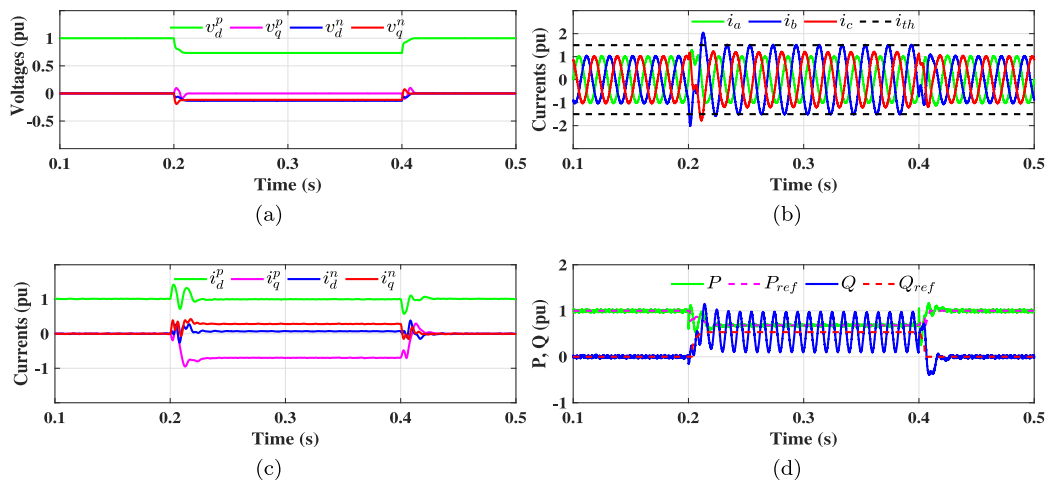 v_d^p v_q^p v_d^n v_q^n
Voltages (pu)
1
0.5
0
-0.5
0.1 0.2 0.3 0.4 0.5
Time (s)
(a)
i_a i_b i_c i_th
Currents (pu)
2
1
0
-1
-2
0.1 0.2 0.3 0.4 0.5
Time (s)
(b)
i_d^p i_q^p i_d^n i_q^n
Currents (pu)
1
0
-1
0.1 0.2 0.3 0.4 0.5
Time (s)
(c)
P P_ref Q Q_ref
P, Q (pu)
2
1
0
-1
0.1 0.2 0.3 0.4 0.5
Time (s)
(d)